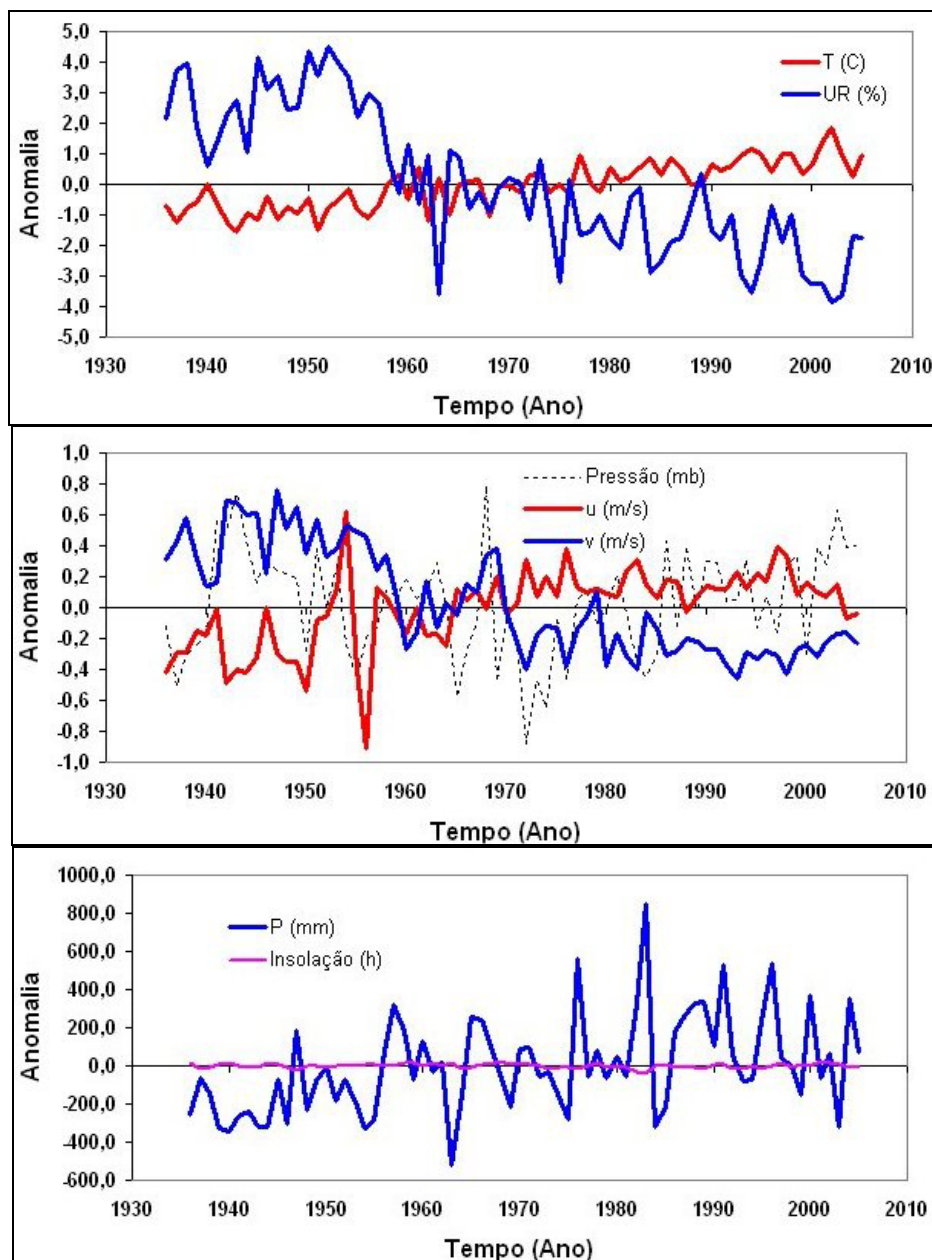 5,0
4,0
3,0
2,0
1,0
0,0
-1,0
-2,0
-3,0
-4,0
-5,0
Anomalia
T (C)
UR (%)
1930 1940 1950 1960 1970 1980 1990 2000 2010
Tempo (Ano)
1,0
0,8
0,6
0,4
0,2
0,0
-0,2
-0,4
-0,6
-0,8
-1,0
Anomalia
Pressão (mb)
u (m/s)
v (m/s)
1930 1940 1950 1960 1970 1980 1990 2000 2010
Tempo (Ano)
1000,0
800,0
600,0
400,0
200,0
0,0
-200,0
-400,0
-600,0
Anomalia
P (mm)
Insolação (h)
1930 1940 1950 1960 1970 1980 1990 2000 2010
Tempo (Ano)